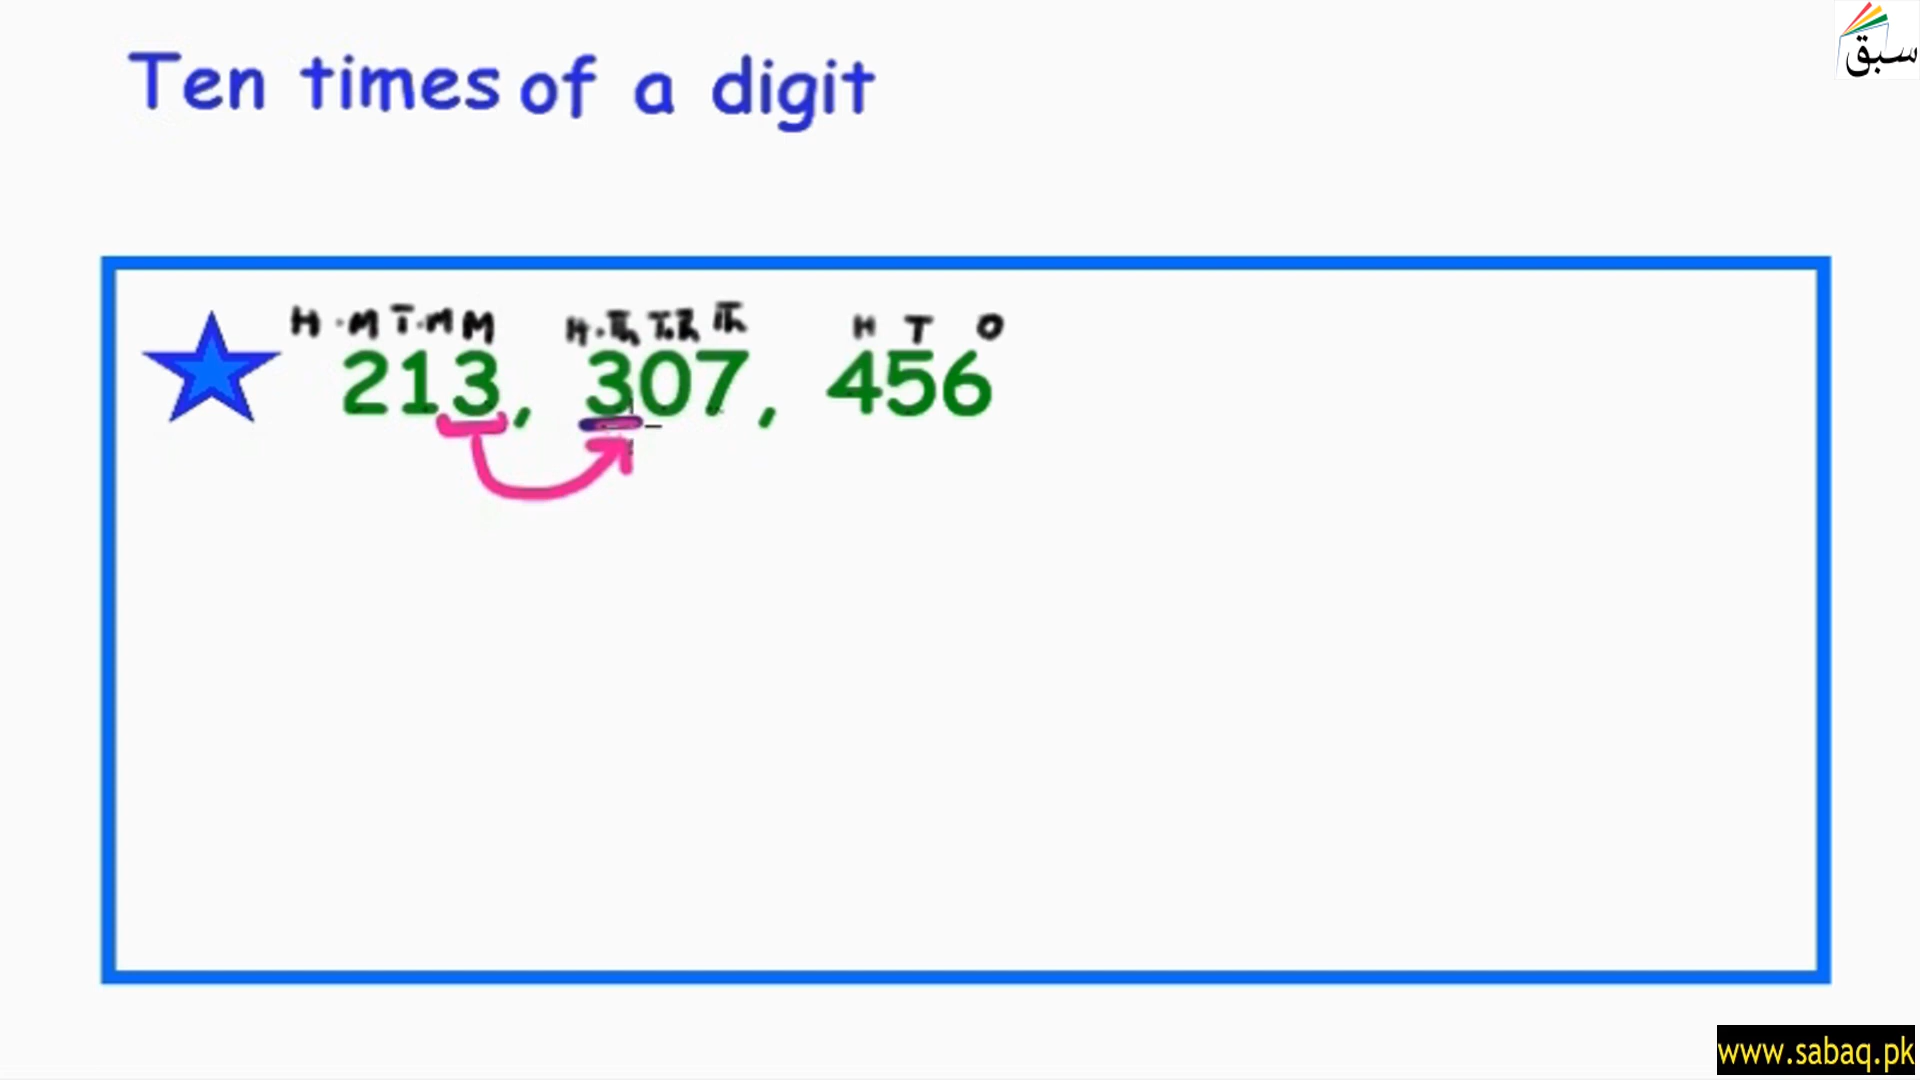 سبق
Ten times of a digit
H.M T.M M H.Th T.Th Th H T O
213, 307, 456
www.sabaq.pk